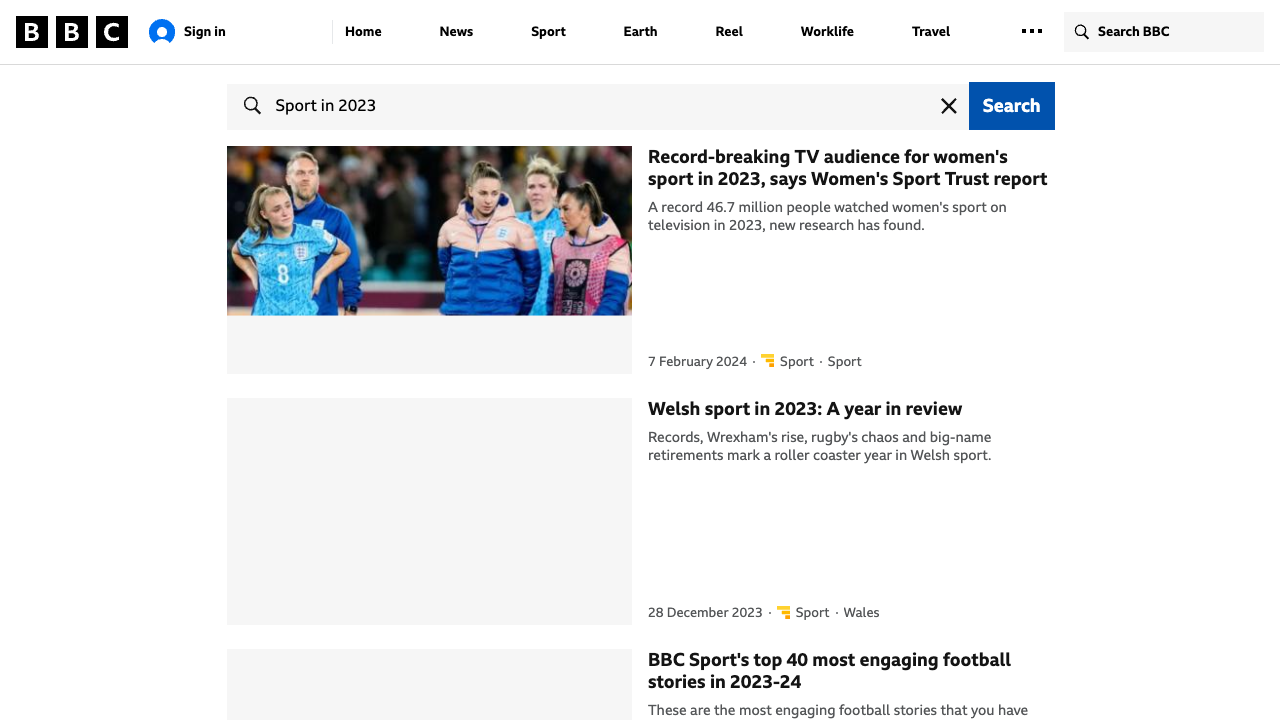 BBC
Sign in
Home
News
Sport
Earth
Reel
Worklife
Travel
Search BBC
Sport in 2023
Search
Record-breaking TV audience for women's
sport in 2023, says Women's Sport Trust report
A record 46.7 million people watched women's sport on
television in 2023, new research has found.
7 February 2024 · Sport · Sport
8
Welsh sport in 2023: A year in review
Records, Wrexham's rise, rugby's chaos and big-name
retirements mark a roller coaster year in Welsh sport.
28 December 2023 · Sport · Wales
BBC Sport's top 40 most engaging football
stories in 2023-24
These are the most engaging football stories that you have